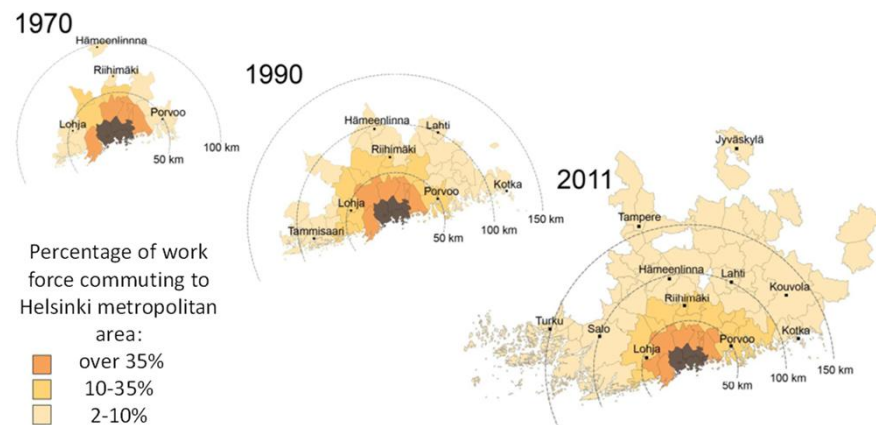 1970
Hämeenlinnna
Riihimäki
Lohja
Porvoo
50 km
100 km
1990
Hämeenlinna
Lahti
Riihimäki
Kotka
Lohja
Porvoo
Tammisaari
50 km
100 km
150 km
2011
Jyväskylä
Tampere
Hämeenlinna
Lahti
Kouvola
Riihimäki
Turku
Salo
Kotka
Lohja
Porvoo
50 km
100 km
150 km
Percentage of work
force commuting to
Helsinki metropolitan
area:
over 35%
10-35%
2-10%